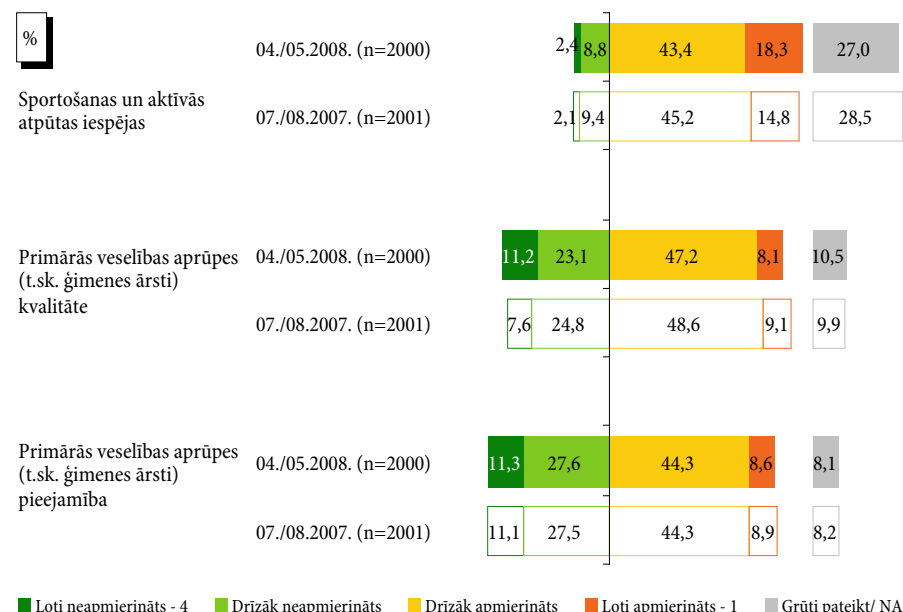 %
04./05.2008. (n=2000) 2,4 8,8 43,4 18,3 27,0
Sportošanas un aktīvās
atpūtas iespējas
07./08.2007. (n=2001) 2,1 9,4 45,2 14,8 28,5
Primārās veselības aprūpes
(t.sk. ģimenes ārsti)
kvalitāte
04./05.2008. (n=2000) 11,2 23,1 47,2 8,1 10,5
07./08.2007. (n=2001) 7,6 24,8 48,6 9,1 9,9
Primārās veselības aprūpes
(t.sk. ģimenes ārsti)
pieejamība
04./05.2008. (n=2000) 11,3 27,6 44,3 8,6 8,1
07./08.2007. (n=2001) 11,1 27,5 44,3 8,9 8,2
Ļoti neapmierināts - 4 Drīzāk neapmierināts Drīzāk apmierināts Ļoti apmierināts - 1 Grūti pateikt/ NA